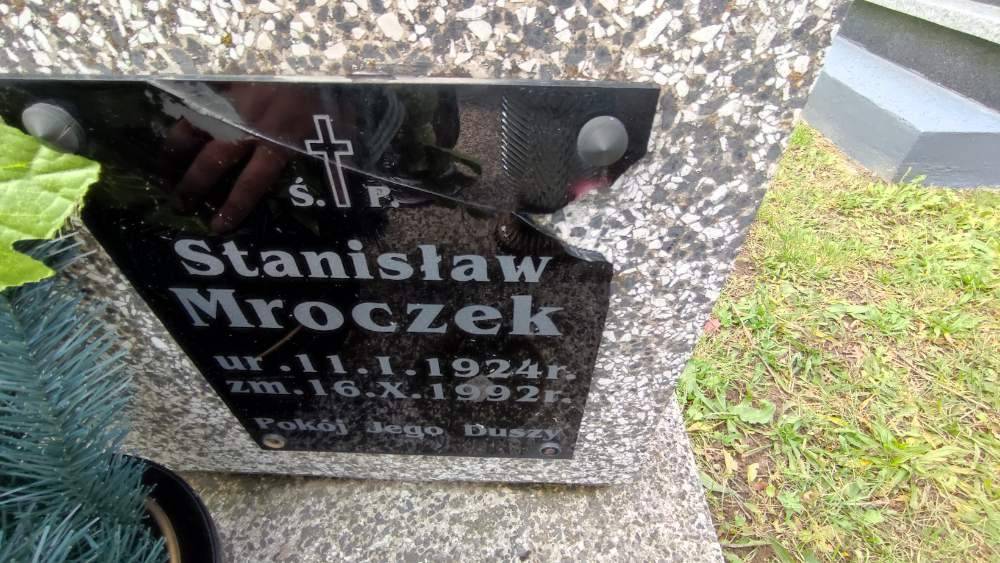 Ś. P.
Stanisław
Mroczek
ur. 11. I. 1924 r.
zm. 16. X. 1992 r.
Pokój Jego Duszy